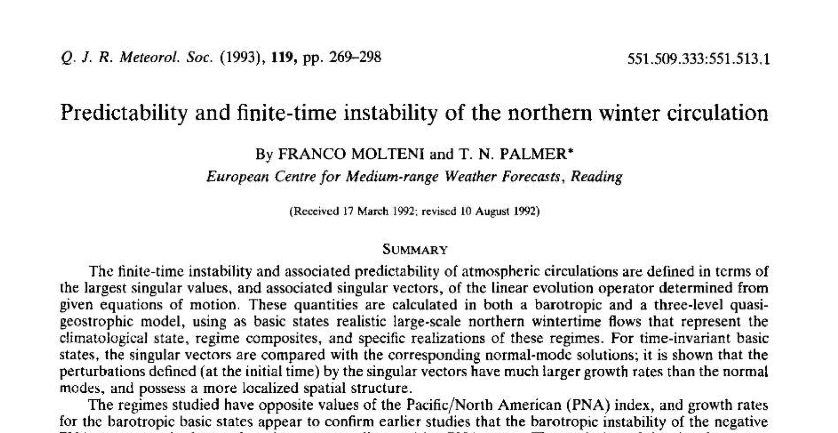 Q. J. R. Meteorol. Soc. (1993), 119, pp. 269–298 551.509.333:551.513.1
Predictability and finite-time instability of the northern winter circulation
By FRANCO MOLTENI and T. N. PALMER*
European Centre for Medium-range Weather Forecasts, Reading
(Received 17 March 1992; revised 10 August 1992)
SUMMARY
The finite-time instability and associated predictability of atmospheric circulations are defined in terms of
the largest singular values, and associated singular vectors, of the linear evolution operator determined from
given equations of motion. These quantities are calculated in both a barotropic and a three-level quasi-
geostrophic model, using as basic states realistic large-scale northern wintertime flows that represent the
climatological state, regime composites, and specific realizations of these regimes. For time-invariant basic
states, the singular vectors are compared with the corresponding normal-mode solutions; it is shown that the
perturbations defined (at the initial time) by the singular vectors have much larger growth rates than the normal
modes, and possess a more localized spatial structure.
The regimes studied have opposite values of the Pacific/North American (PNA) index, and growth rates
for the barotropic basic states appear to confirm earlier studies that the barotropic instability of the negative